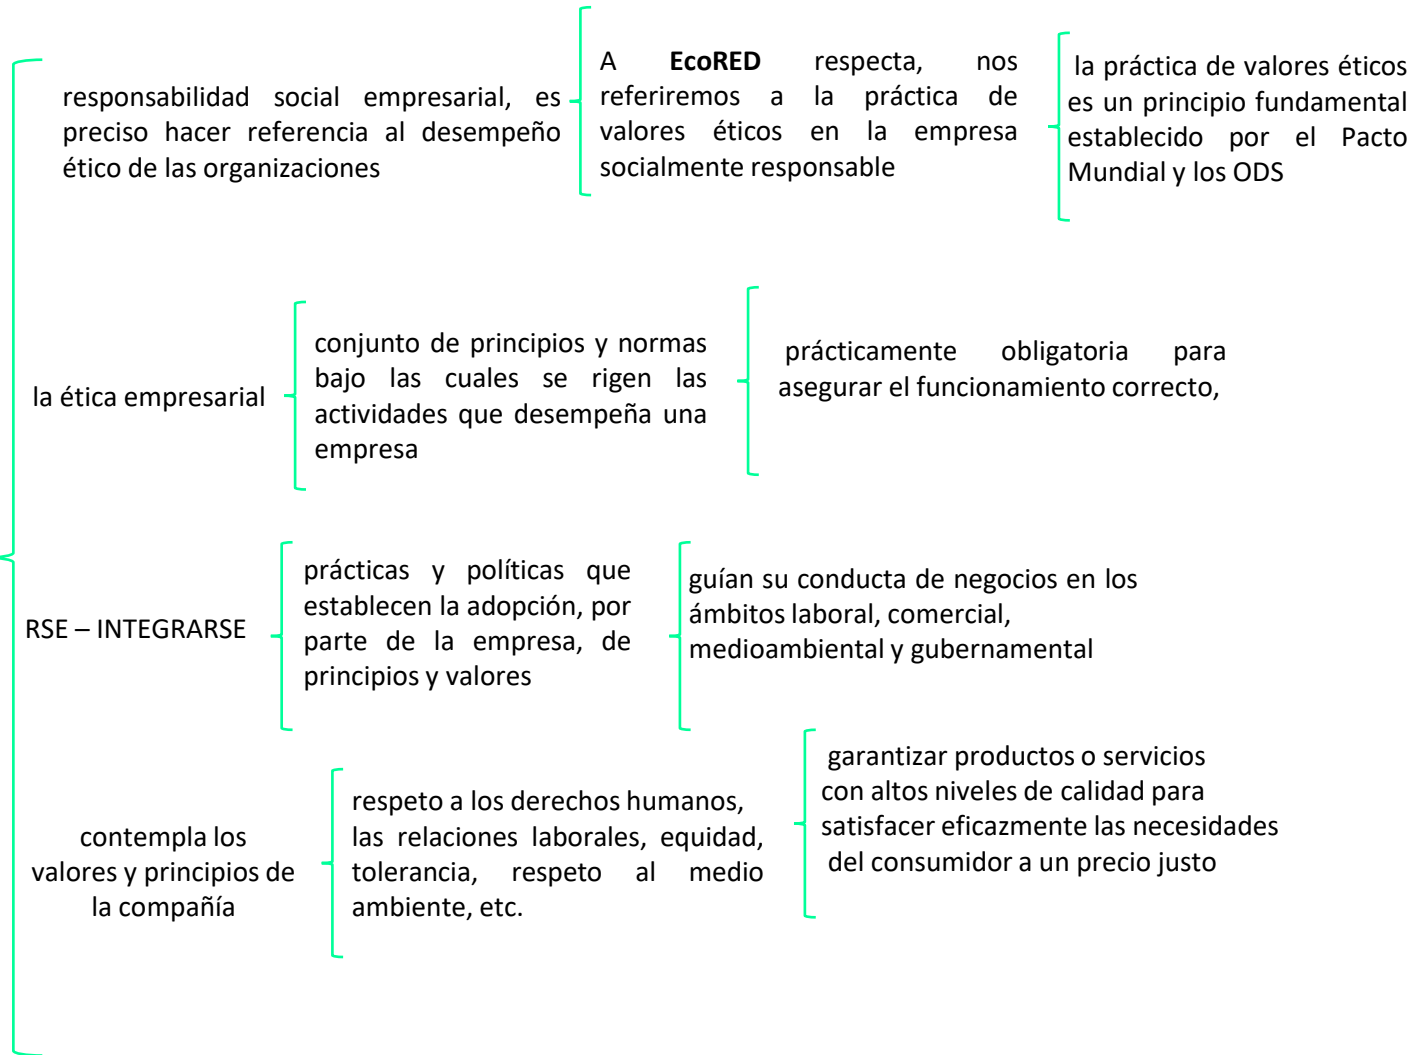 responsabilidad social empresarial, es
preciso hacer referencia al desempeño
ético de las organizaciones
A EcoRED respecta, nos
referiremos a la práctica de
valores éticos en la empresa
socialmente responsable
la práctica de valores éticos
es un principio fundamental
establecido por el Pacto
Mundial y los ODS
la ética empresarial
conjunto de principios y normas
bajo las cuales se rigen las
actividades que desempeña una
empresa
prácticamente obligatoria para
asegurar el funcionamiento correcto,
RSE – INTEGRARSE
prácticas y políticas que
establecen la adopción, por
parte de la empresa, de
principios y valores
guían su conducta de negocios en los
ámbitos laboral, comercial,
medioambiental y gubernamental
contempla los
valores y principios de
la compañía
respeto a los derechos humanos,
las relaciones laborales, equidad,
tolerancia, respeto al medio
ambiente, etc.
garantizar productos o servicios
con altos niveles de calidad para
satisfacer eficazmente las necesidades
del consumidor a un precio justo